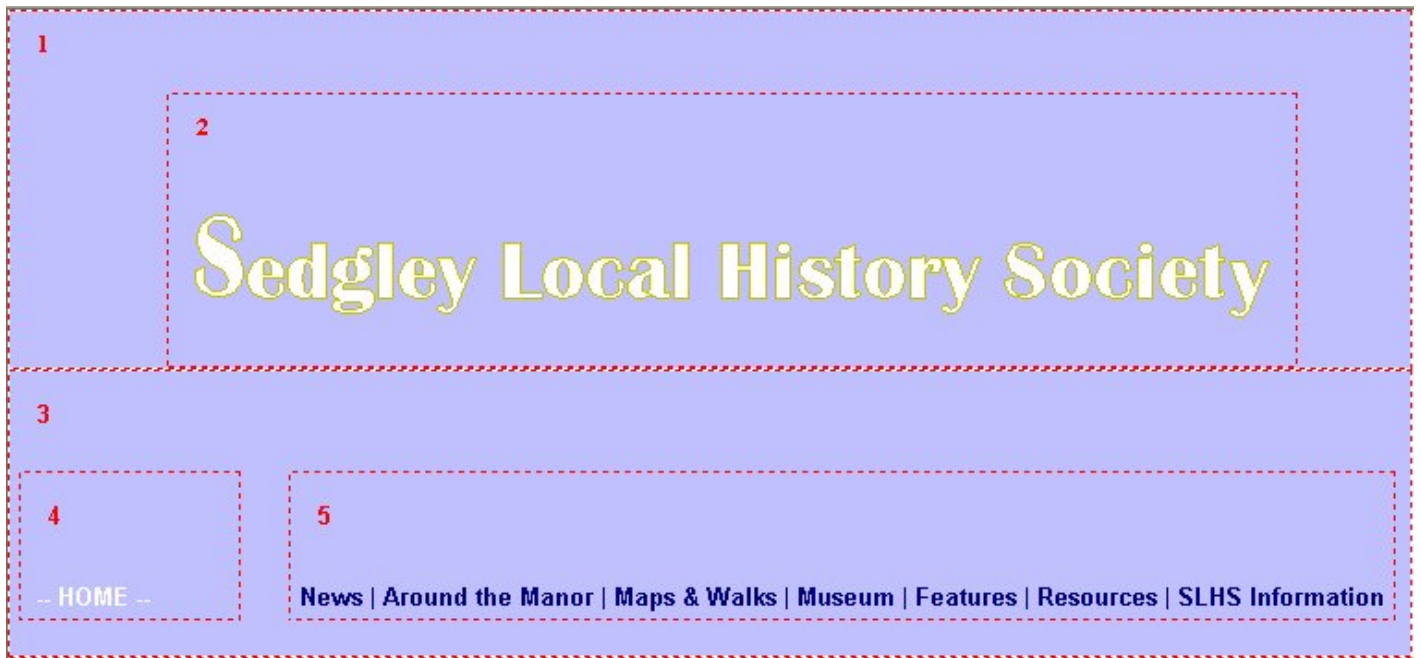 1
2
Sedgley Local History Society
3
4
5
-- HOME --
News | Around the Manor | Maps & Walks | Museum | Features | Resources | SLHS Information